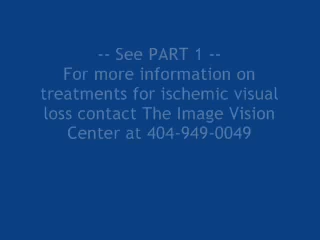 -- See PART 1 --
For more information on
treatments for ischemic visual
loss contact The Image Vision
Center at 404-949-0049